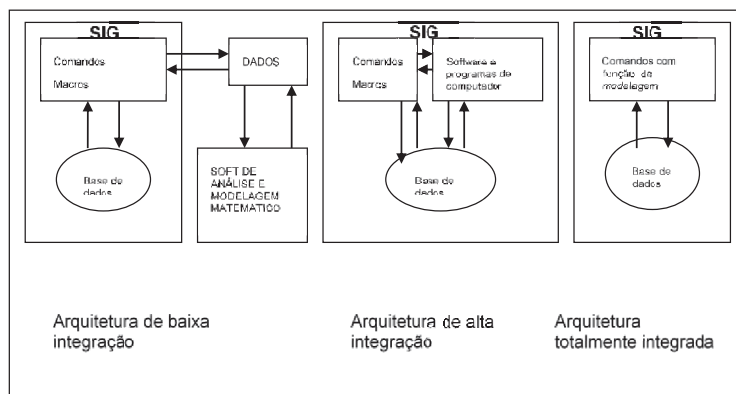 SIG
Comandos
Macros
Base de
dados
DADOS
SOFT DE
ANÁLISE E
MODELAGEM
MATEMATICO
SIG
Comandos
Macros
Software e
programas de
computador
Base de
dados
SIG
Comandos com
função de
modelagem
Base de
dados
Arquitetura de baixa
integração
Arquitetura de alta
integração
Arquitetura
totalmente integrada